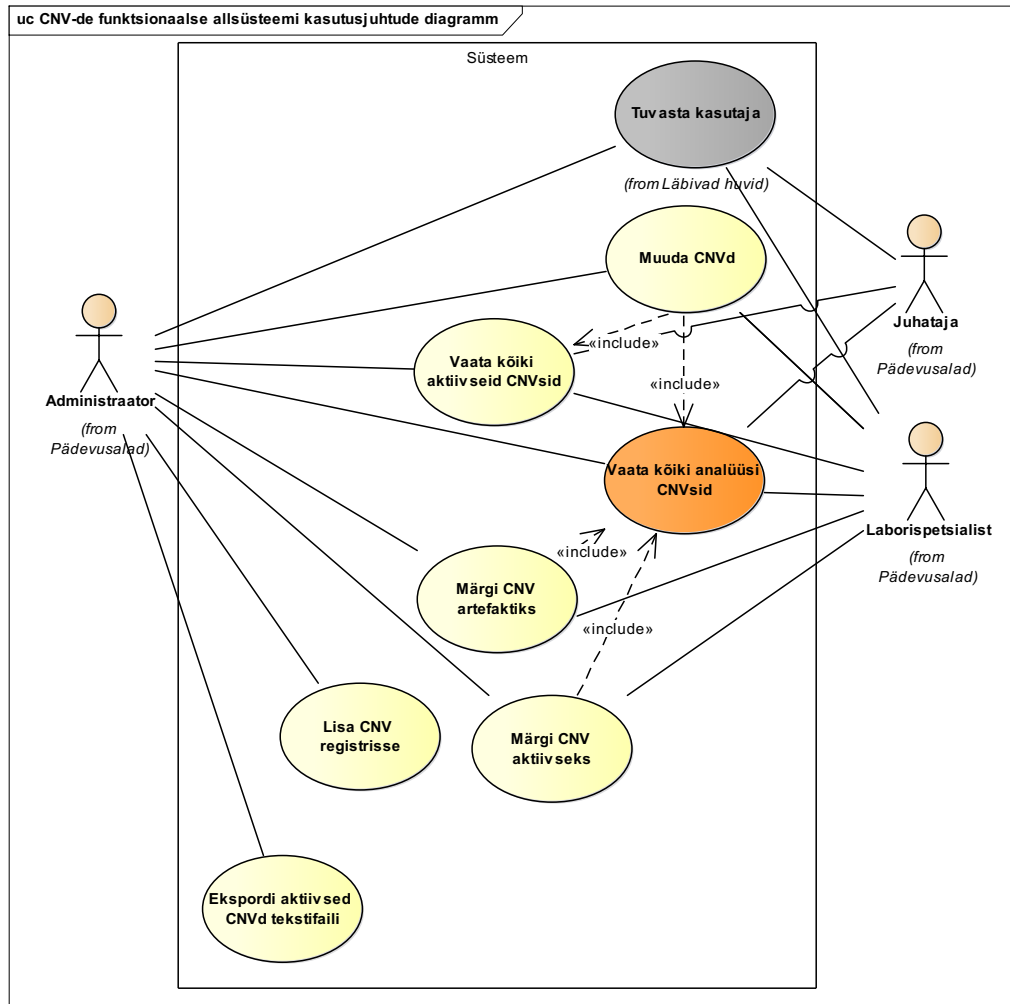 uc CNV-de funktsionaalse allsüsteemi kasutusjuhtude diagramm
Süsteem
Tuvasta kasutaja
(from Läbivad huvid)
Muuda CNVd
Juhataja
(from
Pädevusalad)
«include»
Vaata kõiki
aktiivseid CNVsid
«include»
Administraator
(from
Pädevusalad)
Vaata kõiki analüüsi
CNVsid
Laborispetsialist
(from
Pädevusalad)
«include»
Märgi CNV
artefaktiks
«include»
Lisa CNV
registrisse
Märgi CNV
aktiivseks
Ekspordi aktiivsed
CNVd tekstifaili